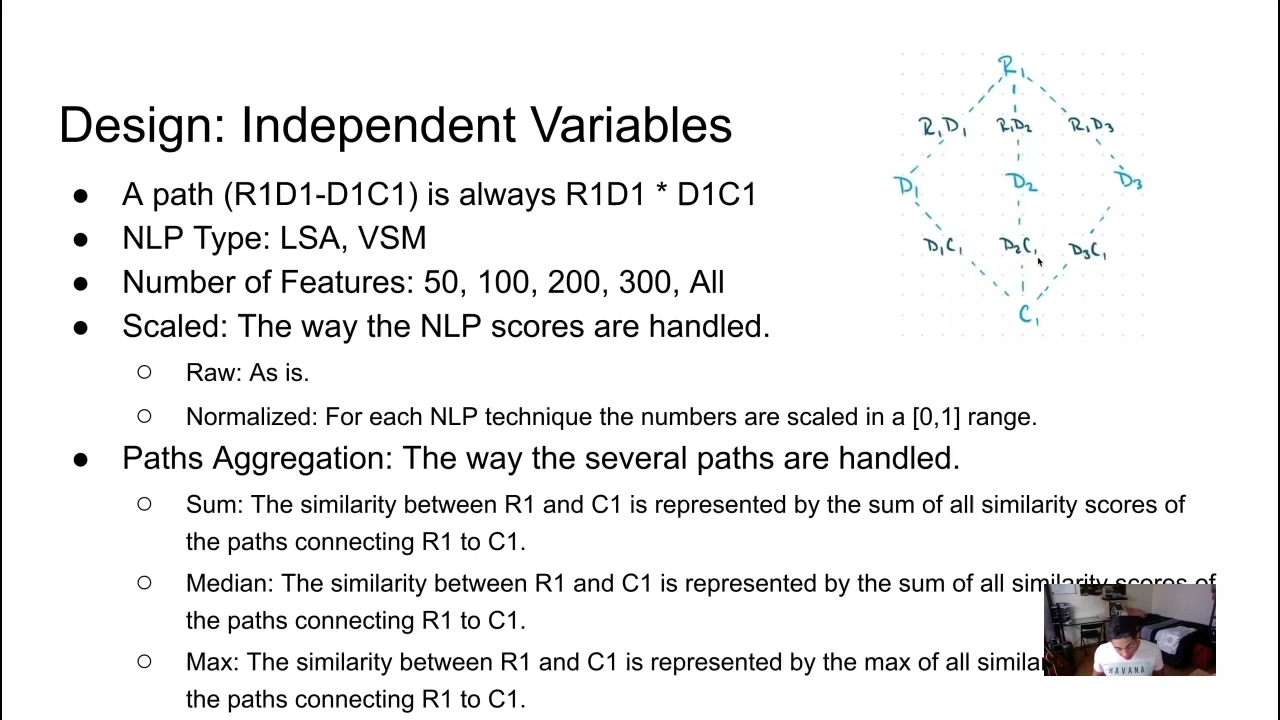 Design: Independent Variables
● A path (R1D1-D1C1) is always R1D1 * D1C1
● NLP Type: LSA, VSM
● Number of Features: 50, 100, 200, 300, All
● Scaled: The way the NLP scores are handled.
○ Raw: As is.
○ Normalized: For each NLP technique the numbers are scaled in a [0,1] range.
● Paths Aggregation: The way the several paths are handled.
○ Sum: The similarity between R1 and C1 is represented by the sum of all similarity scores of
the paths connecting R1 to C1.
○ Median: The similarity between R1 and C1 is represented by the sum of all similarity scores of
the paths connecting R1 to C1.
○ Max: The similarity between R1 and C1 is represented by the max of all
the paths connecting R1 to C1.
R1
R1D1 R1D2 R1D3
D1 D2 D3
D1C1 D2C1 D3C1
C1
HAVANA